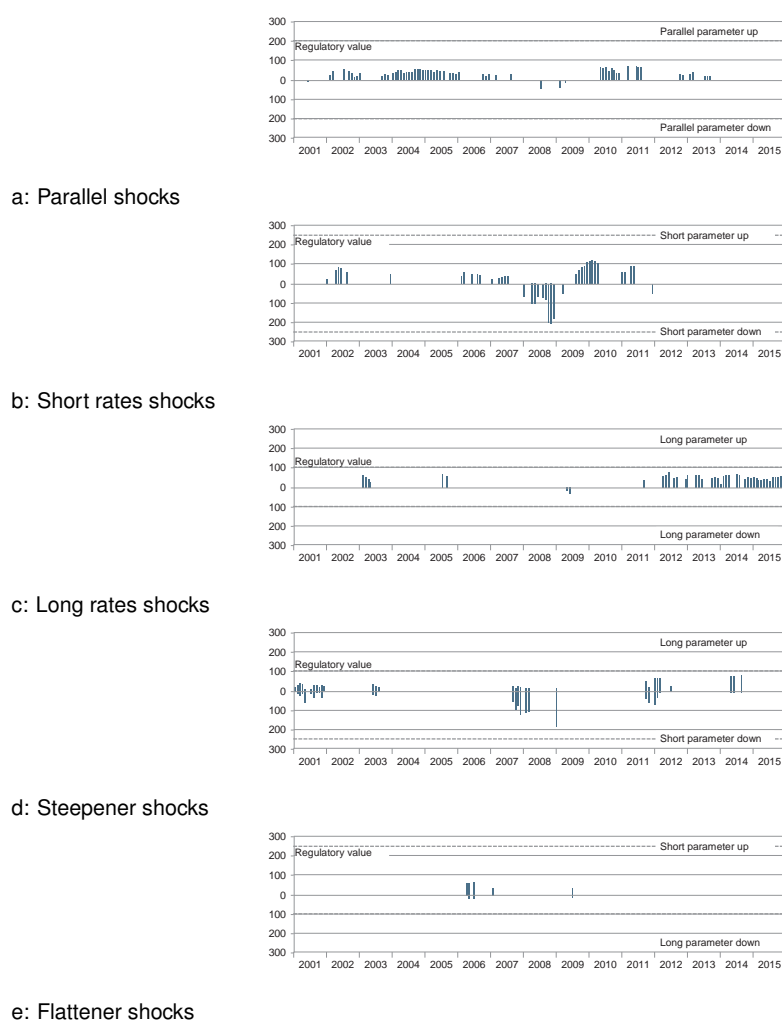 300
Parallel parameter up
200
Regulatory value
100
0
100
200
Parallel parameter down
300
2001 2002 2003 2004 2005 2006 2007 2008 2009 2010 2011 2012 2013 2014 2015
a: Parallel shocks
300
Short parameter up
200
Regulatory value
100
0
100
200
Short parameter down
300
2001 2002 2003 2004 2005 2006 2007 2008 2009 2010 2011 2012 2013 2014 2015
b: Short rates shocks
300
Long parameter up
200
Regulatory value
100
0
100
200
Long parameter down
300
2001 2002 2003 2004 2005 2006 2007 2008 2009 2010 2011 2012 2013 2014 2015
c: Long rates shocks
300
Long parameter up
200
Regulatory value
100
0
100
200
Short parameter down
300
2001 2002 2003 2004 2005 2006 2007 2008 2009 2010 2011 2012 2013 2014 2015
d: Steepener shocks
300
Short parameter up
200
Regulatory value
100
0
100
200
Long parameter down
300
2001 2002 2003 2004 2005 2006 2007 2008 2009 2010 2011 2012 2013 2014 2015
e: Flattener shocks